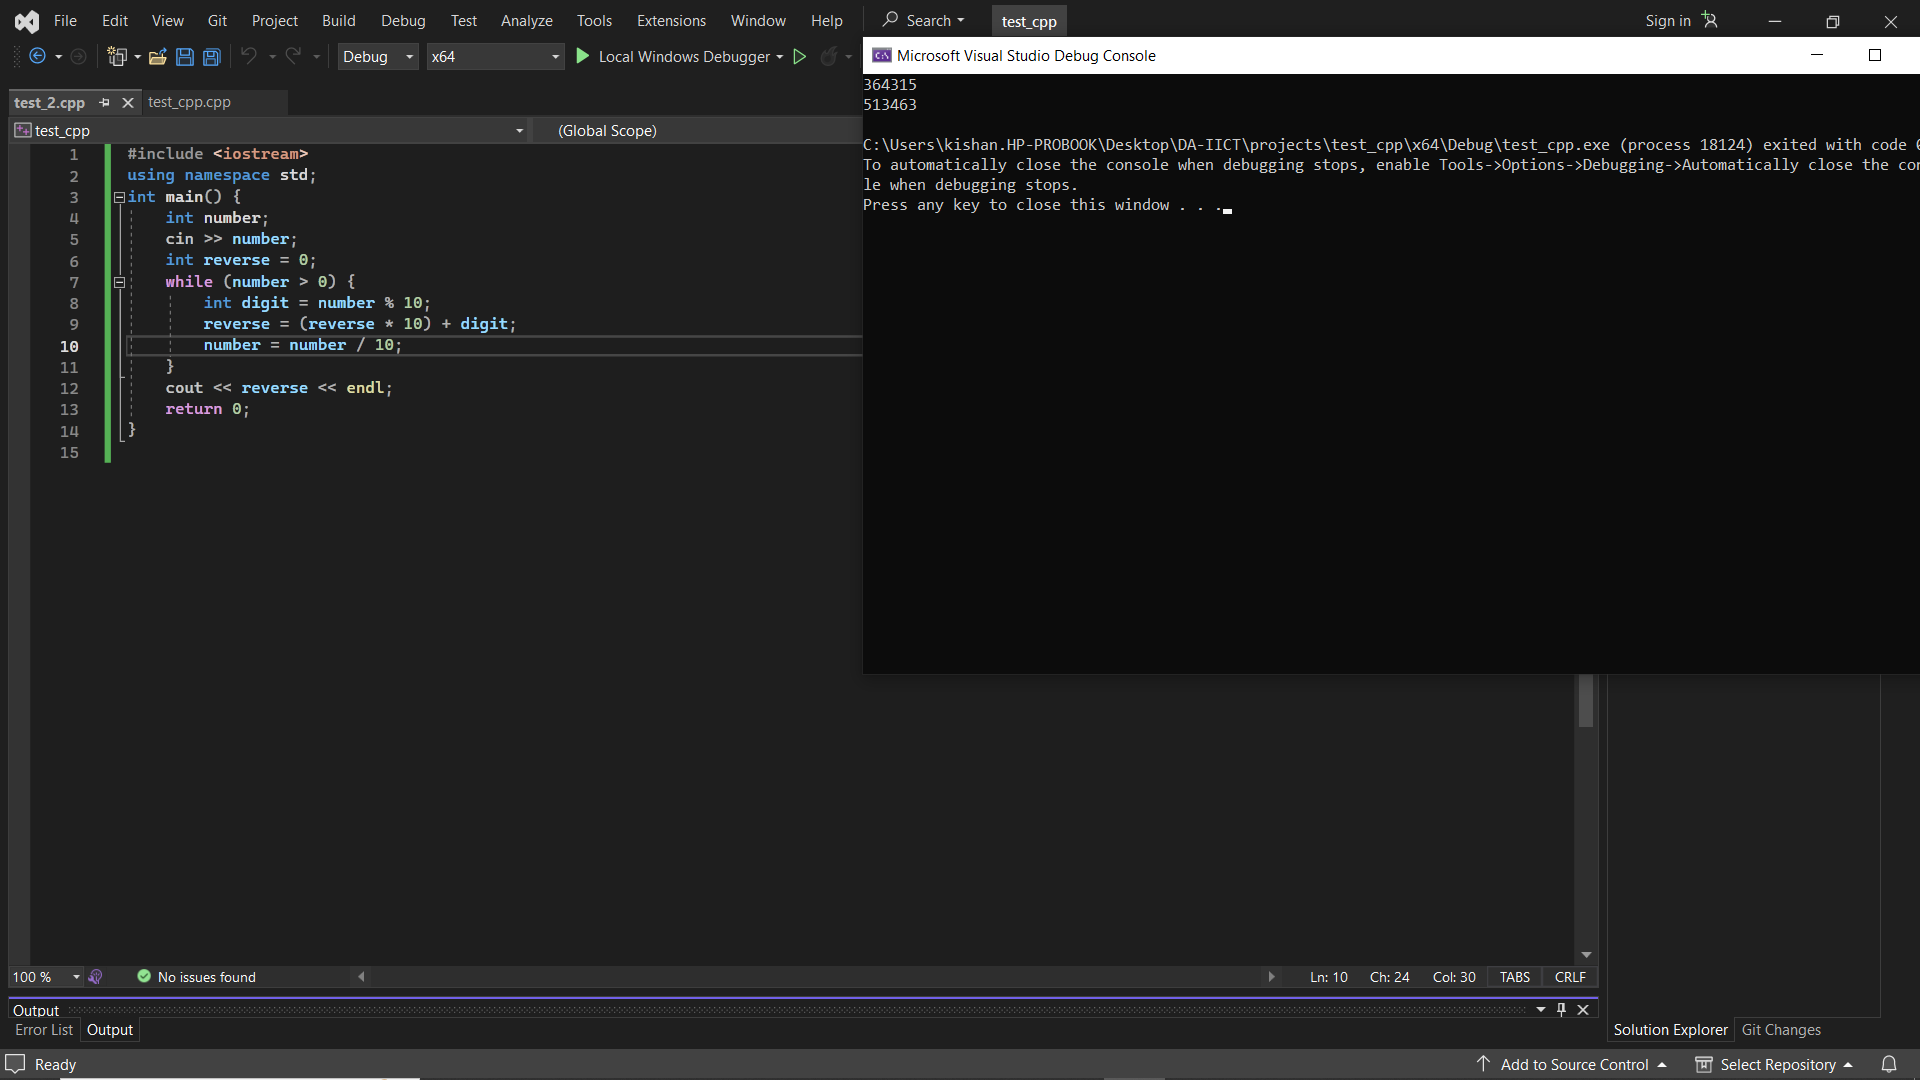 File Edit View Git Project Build Debug Test Analyze Tools Extensions Window Help Search test_cpp Sign in
Debug x64 Local Windows Debugger
Microsoft Visual Studio Debug Console
364315
513463
C:\Users\kishan.HP-PROBOOK\Desktop\DA-IICT\projects\test_cpp\x64\Debug\test_cpp.exe (process 18124) exited with code 0
To automatically close the console when debugging stops, enable Tools->Options->Debugging->Automatically close the con
le when debugging stops.
Press any key to close this window . . .
test_2.cpp test_cpp.cpp
test_cpp (Global Scope)
1 #include <iostream>
2 using namespace std;
3 int main() {
4 int number;
5 cin >> number;
6 int reverse = 0;
7 while (number > 0) {
8 int digit = number % 10;
9 reverse = (reverse * 10) + digit;
10 number = number / 10;
11 }
12 cout << reverse << endl;
13 return 0;
14 }
15
100 % No issues found Ln: 10 Ch: 24 Col: 30 TABS CRLF
Output
Error List Output Solution Explorer Git Changes
Ready Add to Source Control Select Repository